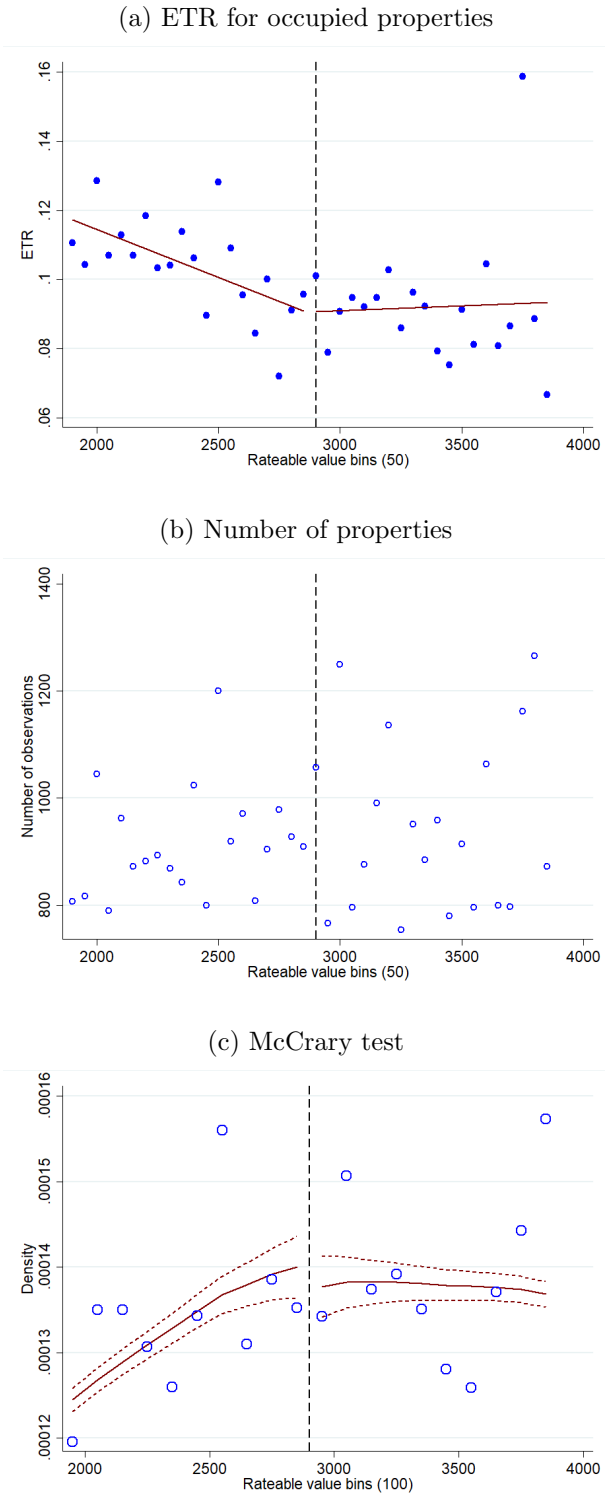 (a) ETR for occupied properties
.16
.14
.12
.1
.08
.06
ETR
2000 2500 3000 3500 4000
Rateable value bins (50)
(b) Number of properties
1400
1200
1000
800
Number of observations
2000 2500 3000 3500 4000
Rateable value bins (50)
(c) McCrary test
.00016
.00015
.00014
.00013
.00012
Density
2000 2500 3000 3500 4000
Rateable value bins (100)